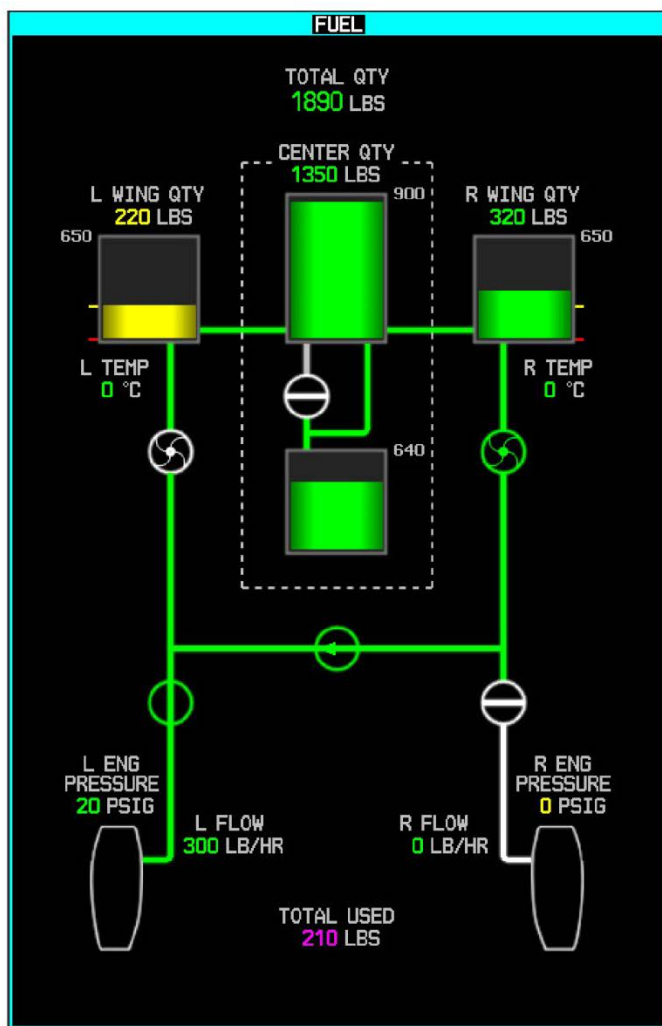 FUEL
TOTAL QTY
1890 LBS
CENTER QTY
1350 LBS
900
L WING QTY
220 LBS
650
R WING QTY
320 LBS
650
L TEMP
0 °C
R TEMP
0 °C
640
L ENG
PRESSURE
20 PSIG
R ENG
PRESSURE
0 PSIG
L FLOW
300 LB/HR
R FLOW
0 LB/HR
TOTAL USED
210 LBS